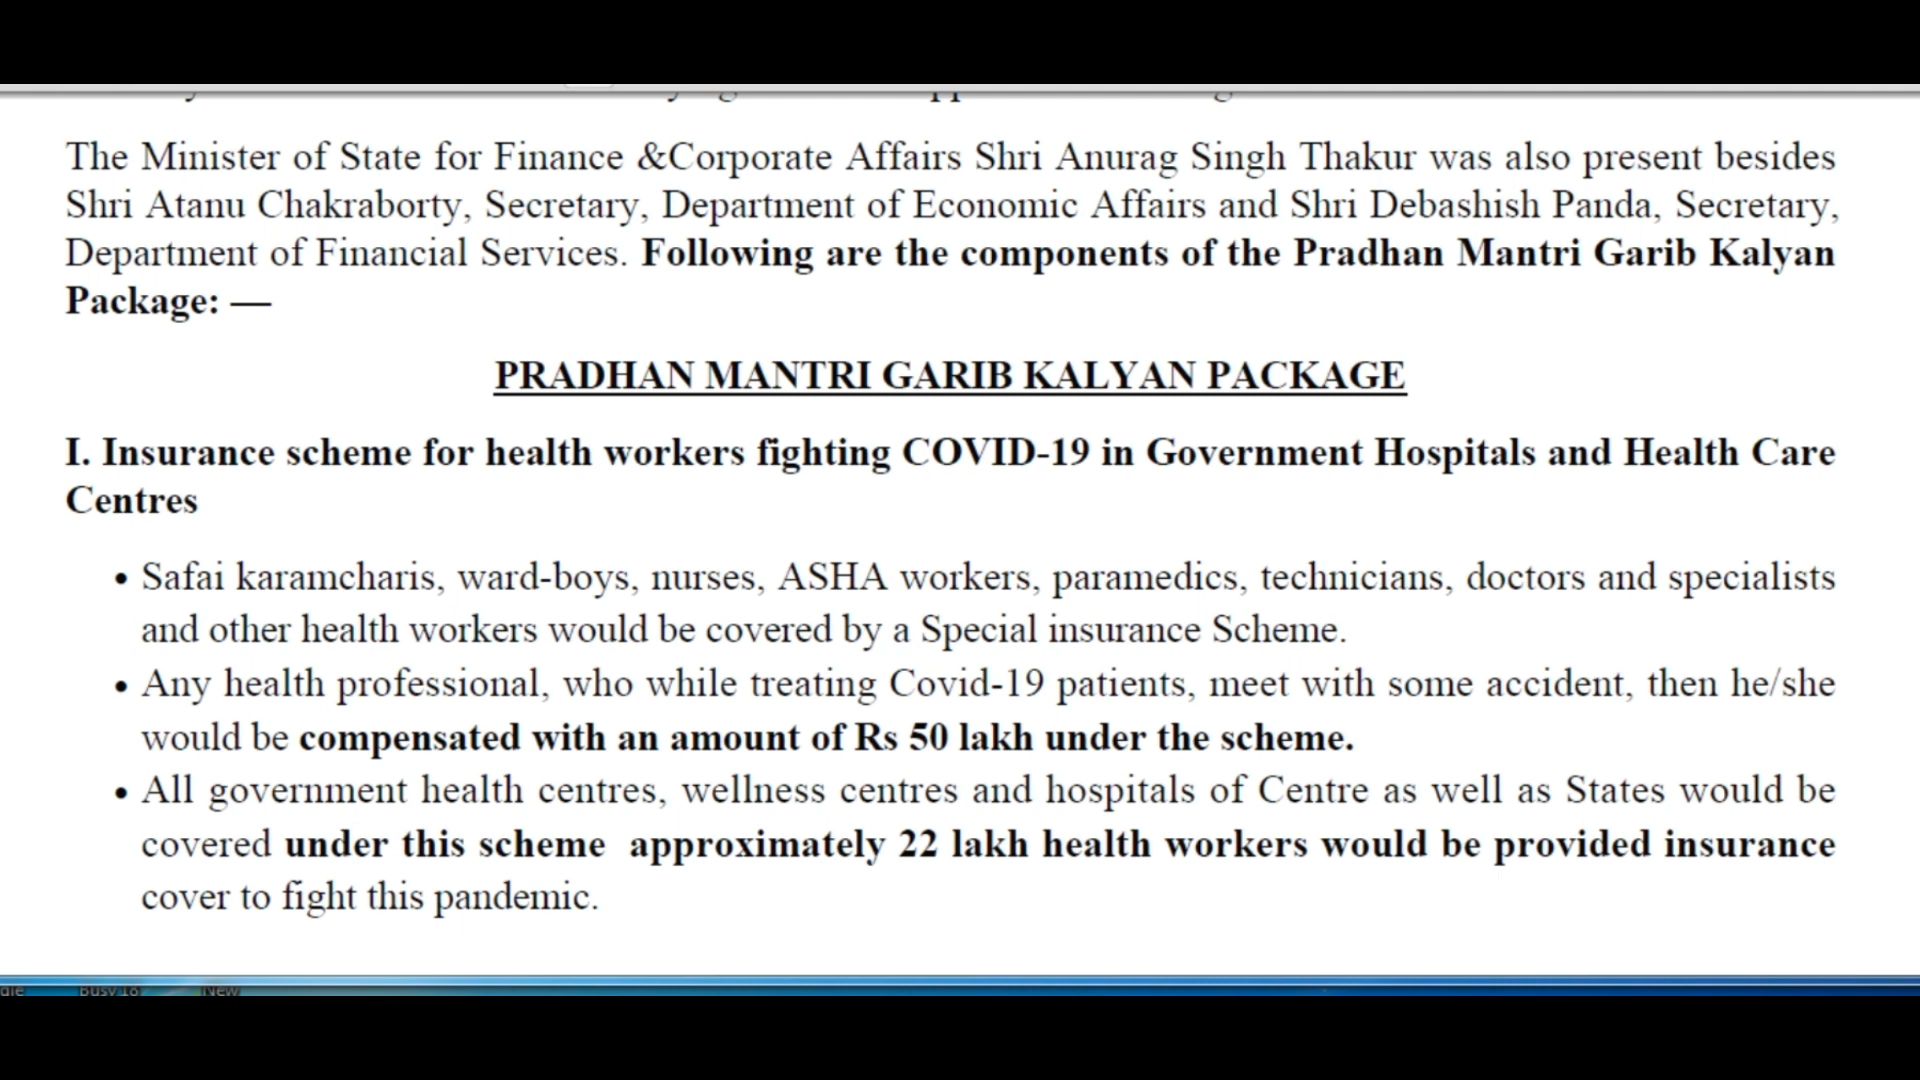 The Minister of State for Finance &Corporate Affairs Shri Anurag Singh Thakur was also present besides
Shri Atanu Chakraborty, Secretary, Department of Economic Affairs and Shri Debashish Panda, Secretary,
Department of Financial Services. Following are the components of the Pradhan Mantri Garib Kalyan
Package: —
PRADHAN MANTRI GARIB KALYAN PACKAGE
I. Insurance scheme for health workers fighting COVID-19 in Government Hospitals and Health Care
Centres
• Safai karamcharis, ward-boys, nurses, ASHA workers, paramedics, technicians, doctors and specialists
and other health workers would be covered by a Special insurance Scheme.
• Any health professional, who while treating Covid-19 patients, meet with some accident, then he/she
would be compensated with an amount of Rs 50 lakh under the scheme.
• All government health centres, wellness centres and hospitals of Centre as well as States would be
covered under this scheme  approximately 22 lakh health workers would be provided insurance
cover to fight this pandemic.
Busy 18 New